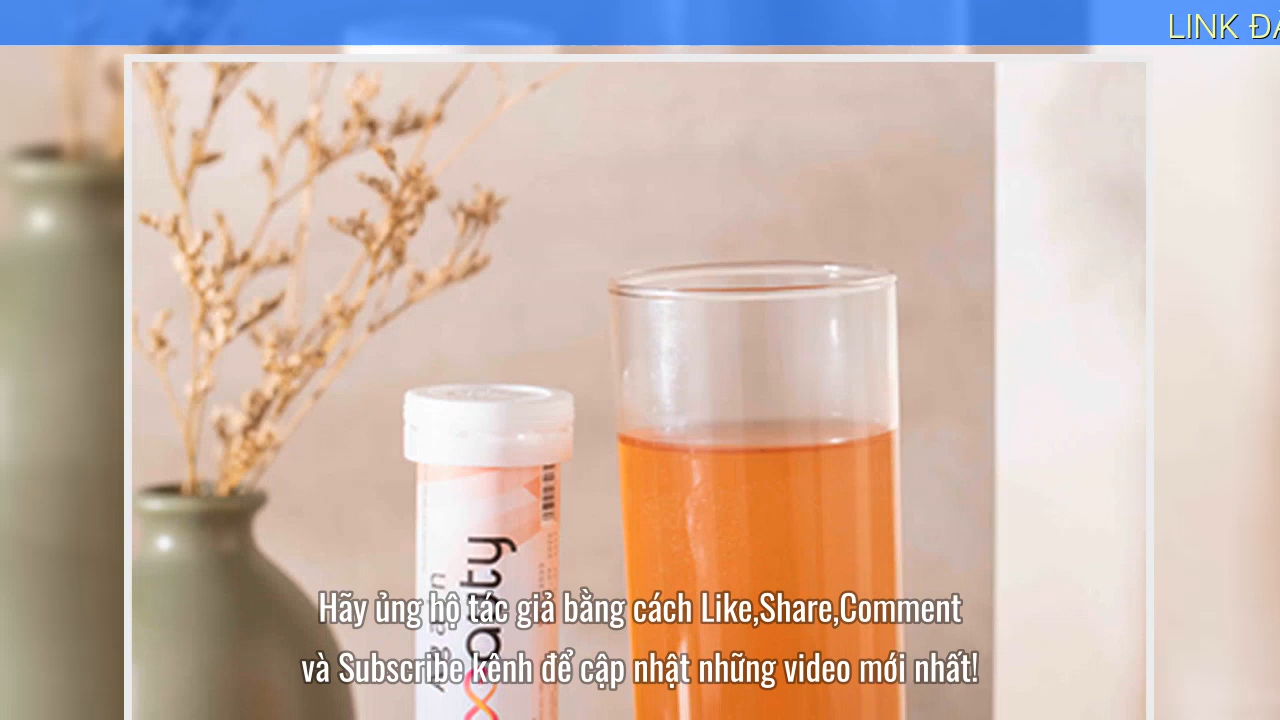 LINK
Hãy ủng hộ tác giả bằng cách Like,Share,Comment
và Subscribe kênh để cập nhật những video mới nhất!